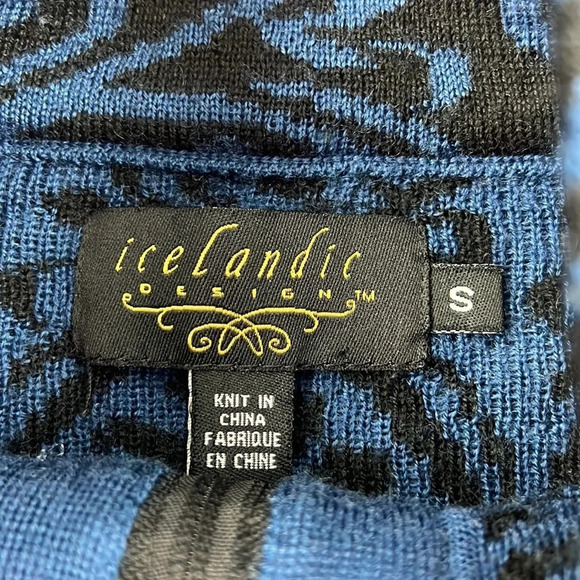 icelandic
DESIGN™
S
KNIT IN
CHINA
FABRIQUE
EN CHINE